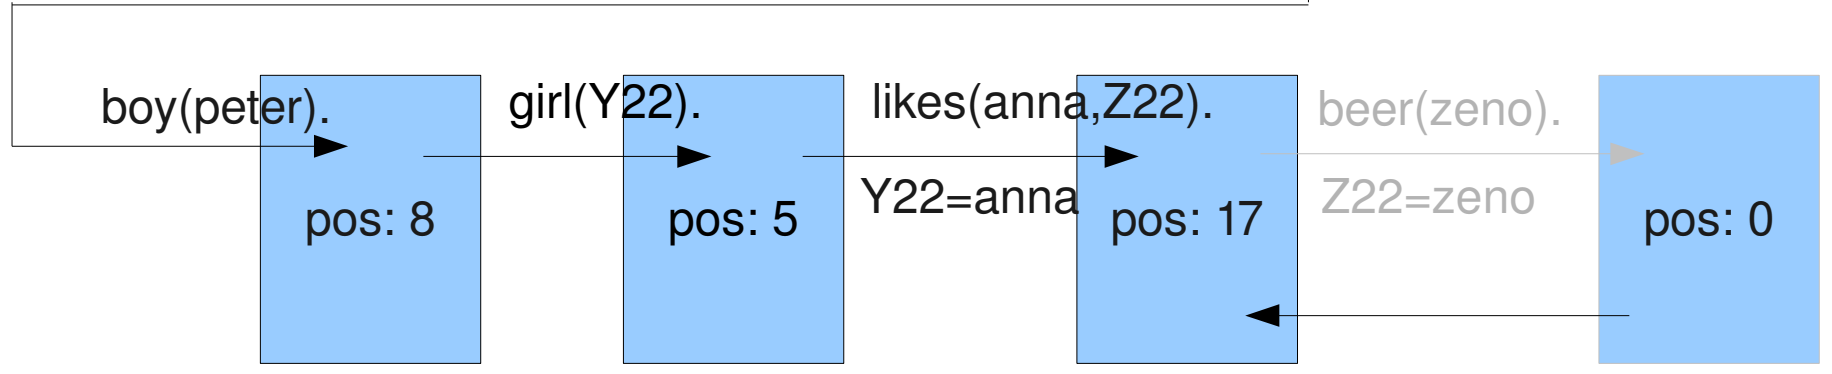 boy(peter).
girl(Y22).
likes(anna,Z22).
beer(zeno).
Y22=anna
Z22=zeno
pos: 8
pos: 5
pos: 17
pos: 0